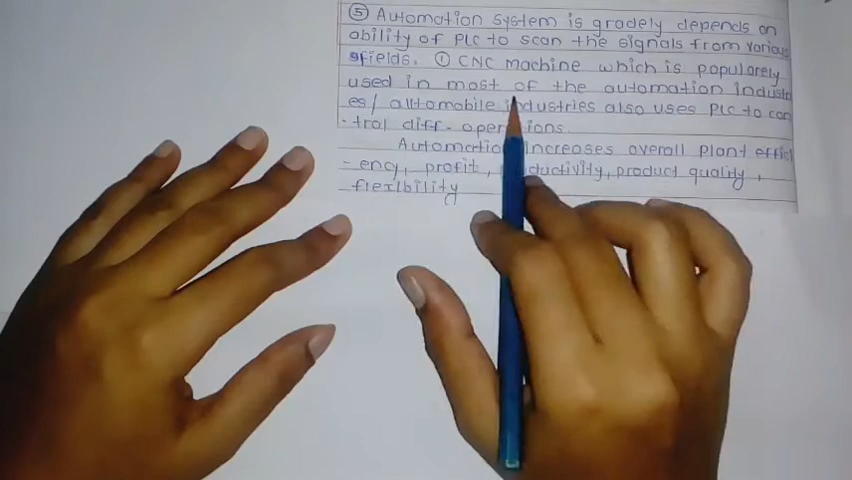 ⑤ Automation system is gradely depends on
ability of PLC to scan the signals from various
fields. ① CNC Machine which is popularely
used in most of the automation industri
es / altomobile industries also uses PLC to con
-trol diff- operations.
Automation increases overall Plant effici
-ency, profit, productivity, product quality,
flexibility